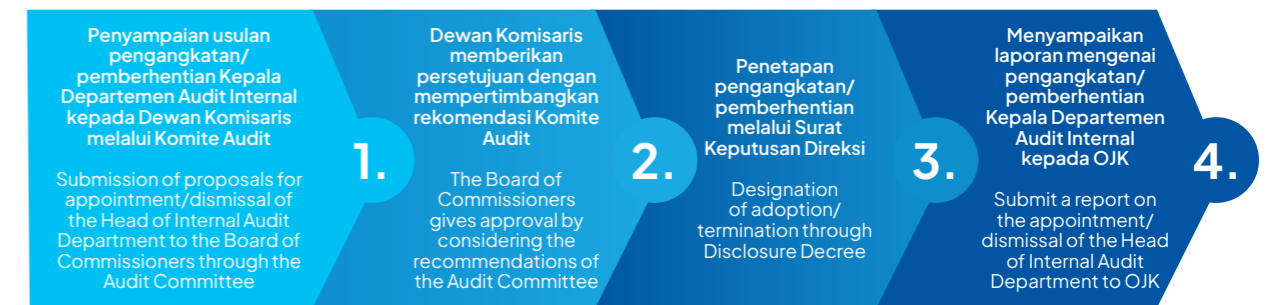 Penyampaian usulan
pengangkatan/
pemberhentian Kepala
Departemen Audit Internal
kepada Dewan Komisaris
melalui Komite Audit
Submission of proposals for
appointment/dismissal of
the Head of Internal Audit
Department to the Board of
Commissioners through the
Audit Committee
1.
Dewan Komisaris
memberikan
persetujuan dengan
mempertimbangkan
rekomendasi Komite
Audit
The Board of
Commissioners
gives approval by
considering the
recommendations of
the Audit Committee
2.
Penetapan
pengangkatan/
pemberhentian
melalui Surat
Keputusan Direksi
Designation
of adoption/
termination through
Disclosure Decree
3.
Menyampaikan
laporan mengenai
pengangkatan/
pemberhentian
Kepala Departemen
Audit Internal
kepada OJK
Submit a report on
the appointment/
dismissal of the Head
of Internal Audit
Department to OJK
4.